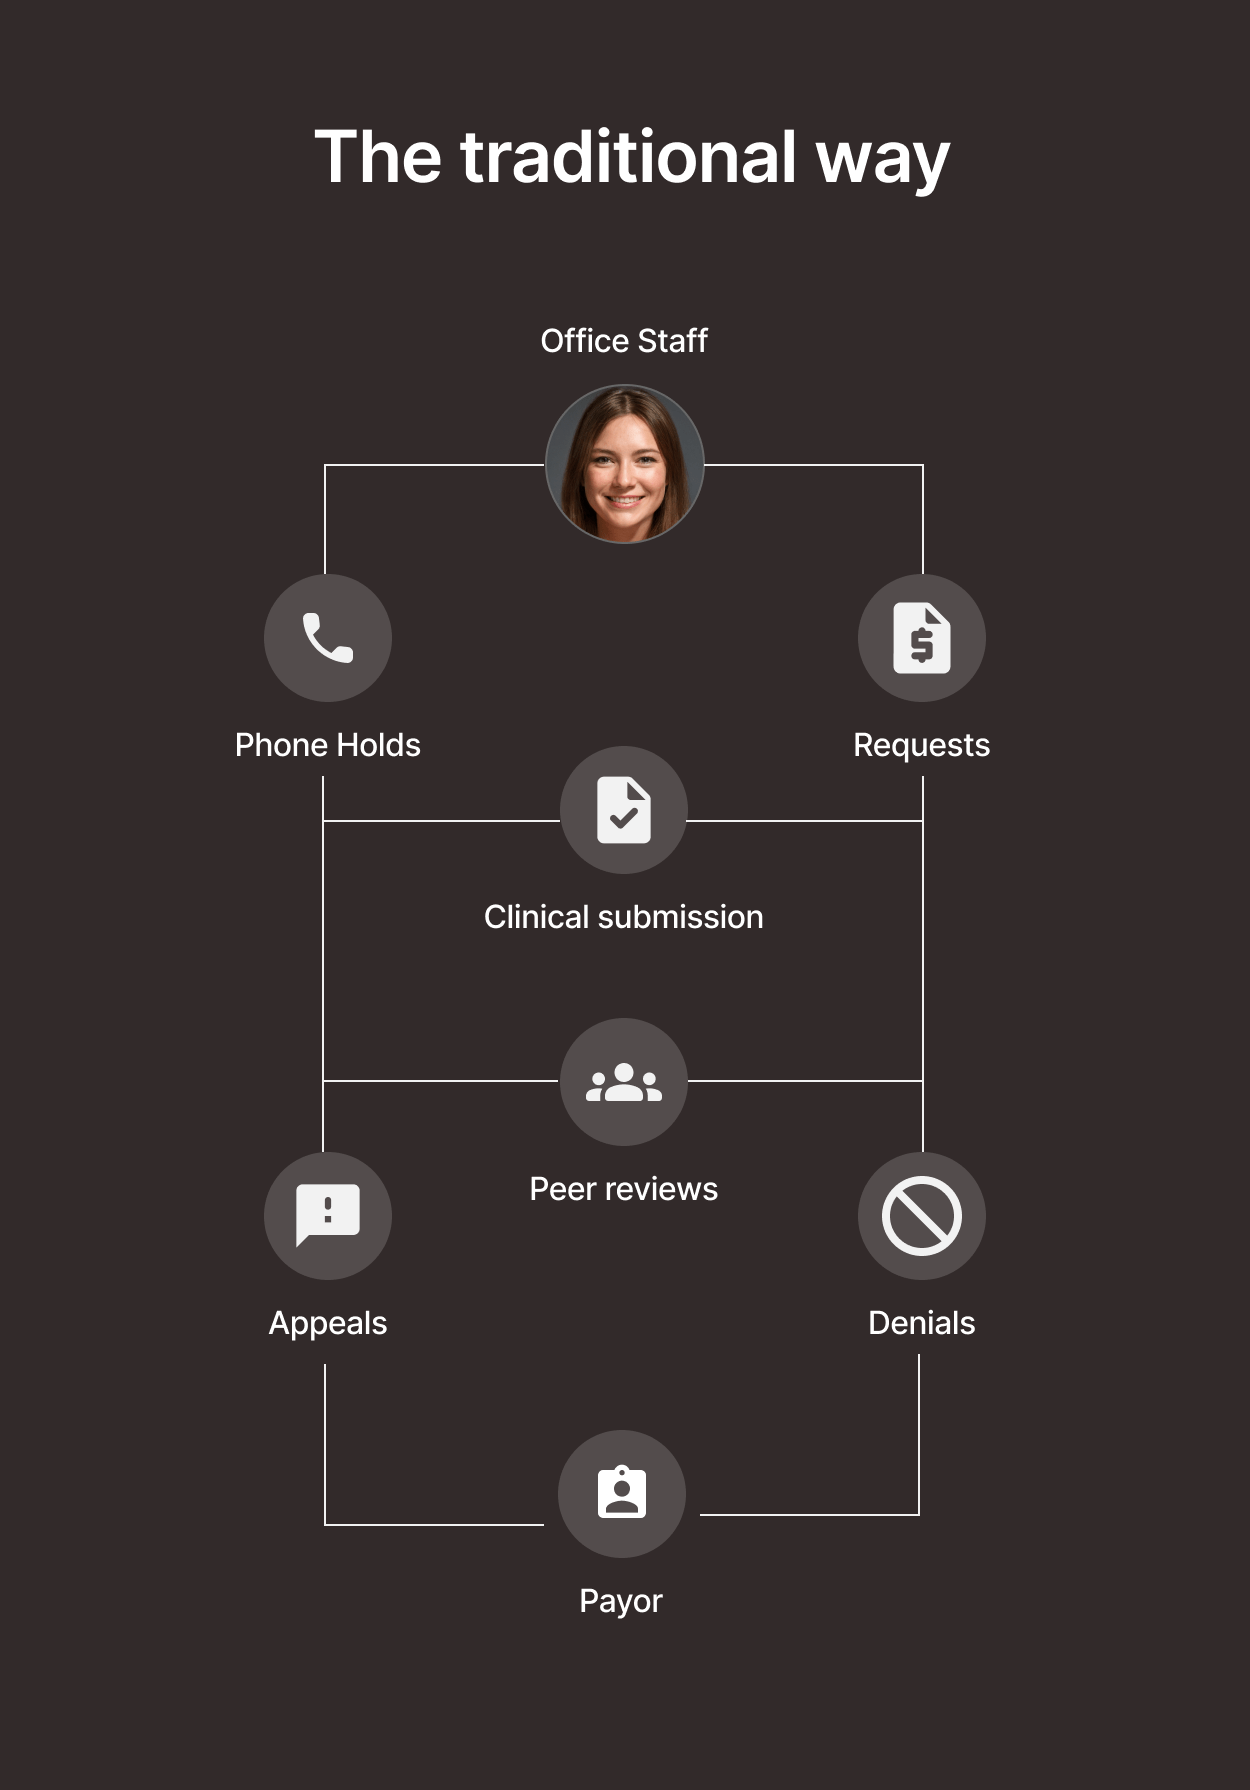 The traditional way
Office Staff
Phone Holds
Requests
Clinical submission
Peer reviews
Appeals
Denials
Payor